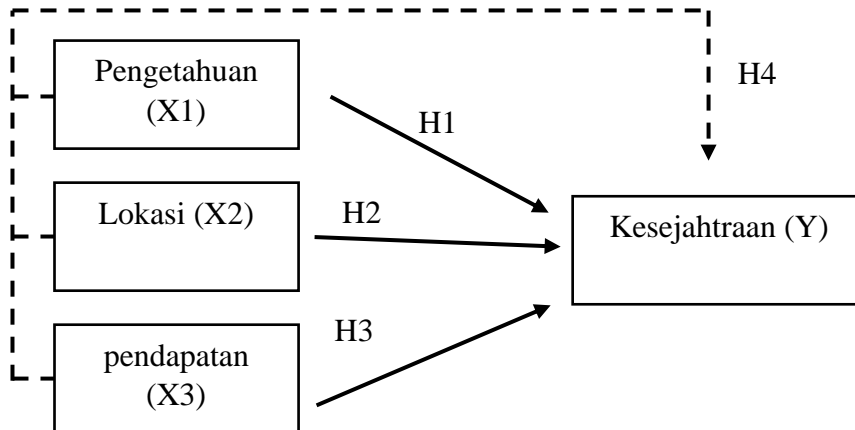 Pengetahuan
(X1)
H4
H1
Lokasi (X2)
H2
Kesejahtraan (Y)
H3
pendapatan
(X3)